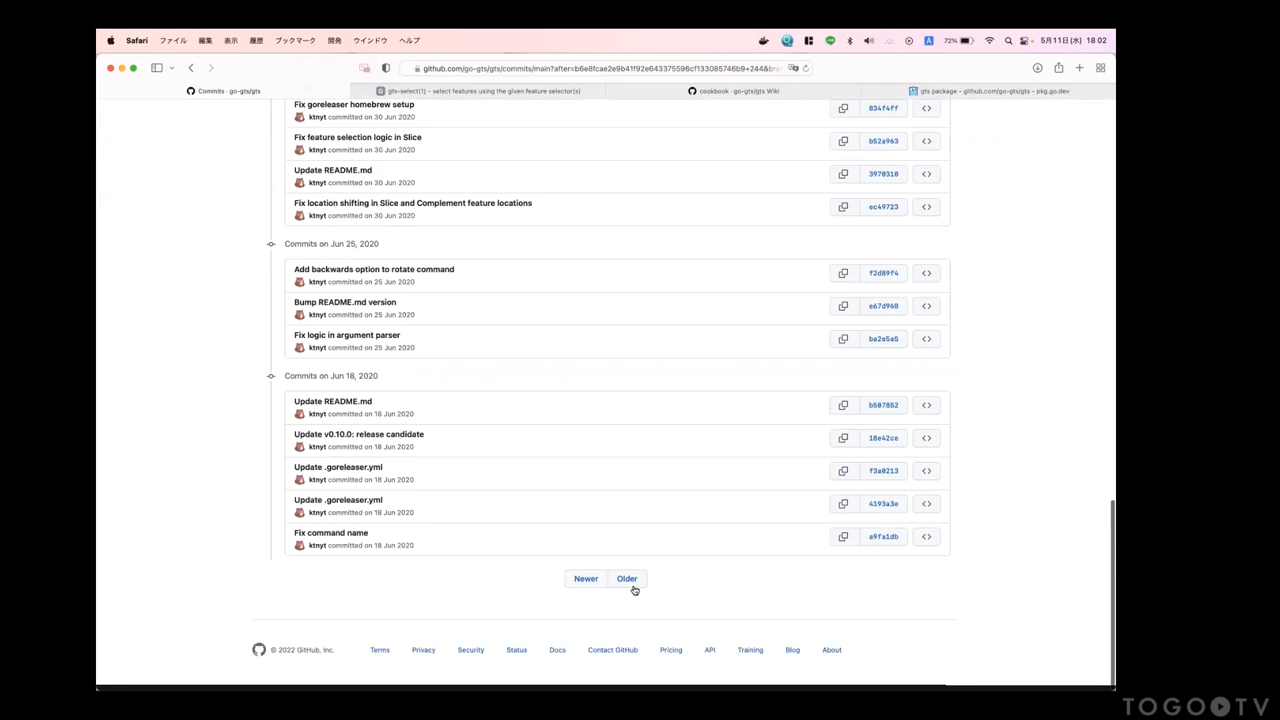 Safari ファイル 編集 表示 履歴 ブックマーク 開発 ウインドウ ヘルプ A 72% 5月11日(水) 18:02
github.com/go-gts/gts/commits/main?after=b6e8fcae2e9b41f92e643375596cf133085746b9+244&bra
Commits · go-gts/gts
gts-select(1) - select features using the given feature selector(s)
cookbook · go-gts/gts Wiki
gts package - github.com/go-gts/gts - pkg.go.dev
Fix goreleaser homebrew setup
ktnyt committed on 30 Jun 2020
834f4ff
Fix feature selection logic in Slice
ktnyt committed on 30 Jun 2020
b52a963
Update README.md
ktnyt committed on 30 Jun 2020
3970310
Fix location shifting in Slice and Complement feature locations
ktnyt committed on 30 Jun 2020
ec49723
Commits on Jun 25, 2020
Add backwards option to rotate command
ktnyt committed on 25 Jun 2020
f2d89f4
Bump README.md version
ktnyt committed on 25 Jun 2020
e67d968
Fix logic in argument parser
ktnyt committed on 25 Jun 2020
ba2e5a5
Commits on Jun 18, 2020
Update README.md
ktnyt committed on 18 Jun 2020
b507852
Update v0.10.0: release candidate
ktnyt committed on 18 Jun 2020
18e42ce
Update .goreleaser.yml
ktnyt committed on 18 Jun 2020
f3a0213
Update .goreleaser.yml
ktnyt committed on 18 Jun 2020
4193a3e
Fix command name
ktnyt committed on 18 Jun 2020
a9fa1db
Newer Older
© 2022 GitHub, Inc. Terms Privacy Security Status Docs Contact GitHub Pricing API Training Blog About
TOGO TV